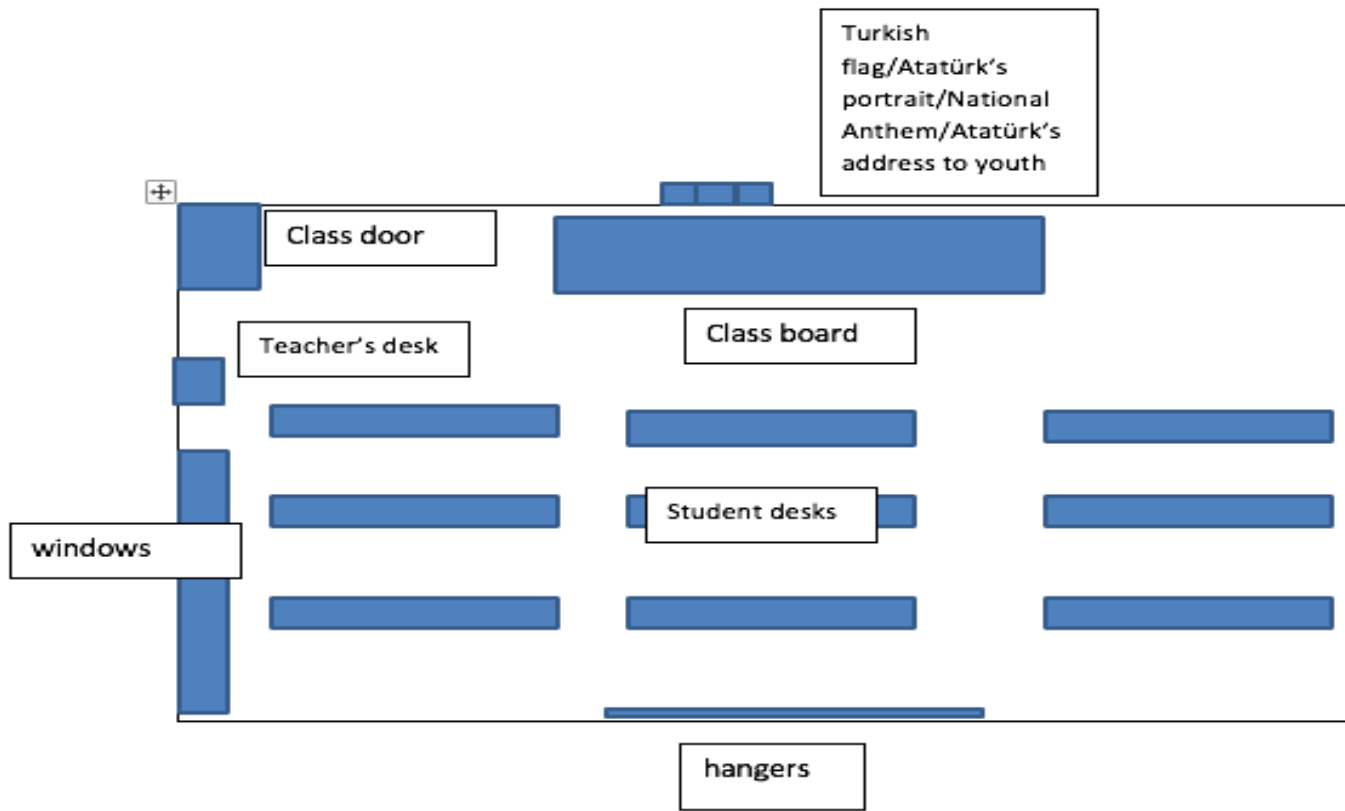 Turkish
flag/Atatürk's
portrait/National
Anthem/Atatürk's
address to youth
Class door
Class board
Teacher's desk
Student desks
windows
hangers